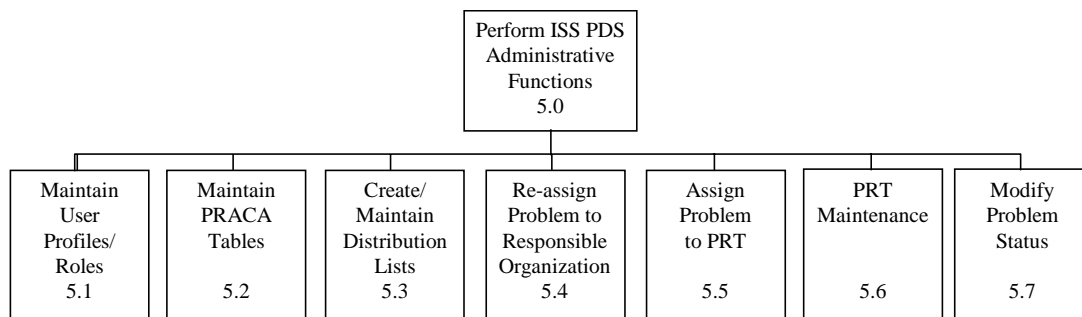 Perform ISS PDS
Administrative
Functions
5.0
Maintain
User
Profiles/
Roles
5.1
Maintain
PRACA
Tables
5.2
Create/
Maintain
Distribution
Lists
5.3
Re-assign
Problem to
Responsible
Organization
5.4
Assign
Problem
to PRT
5.5
PRT
Maintenance
5.6
Modify
Problem
Status
5.7